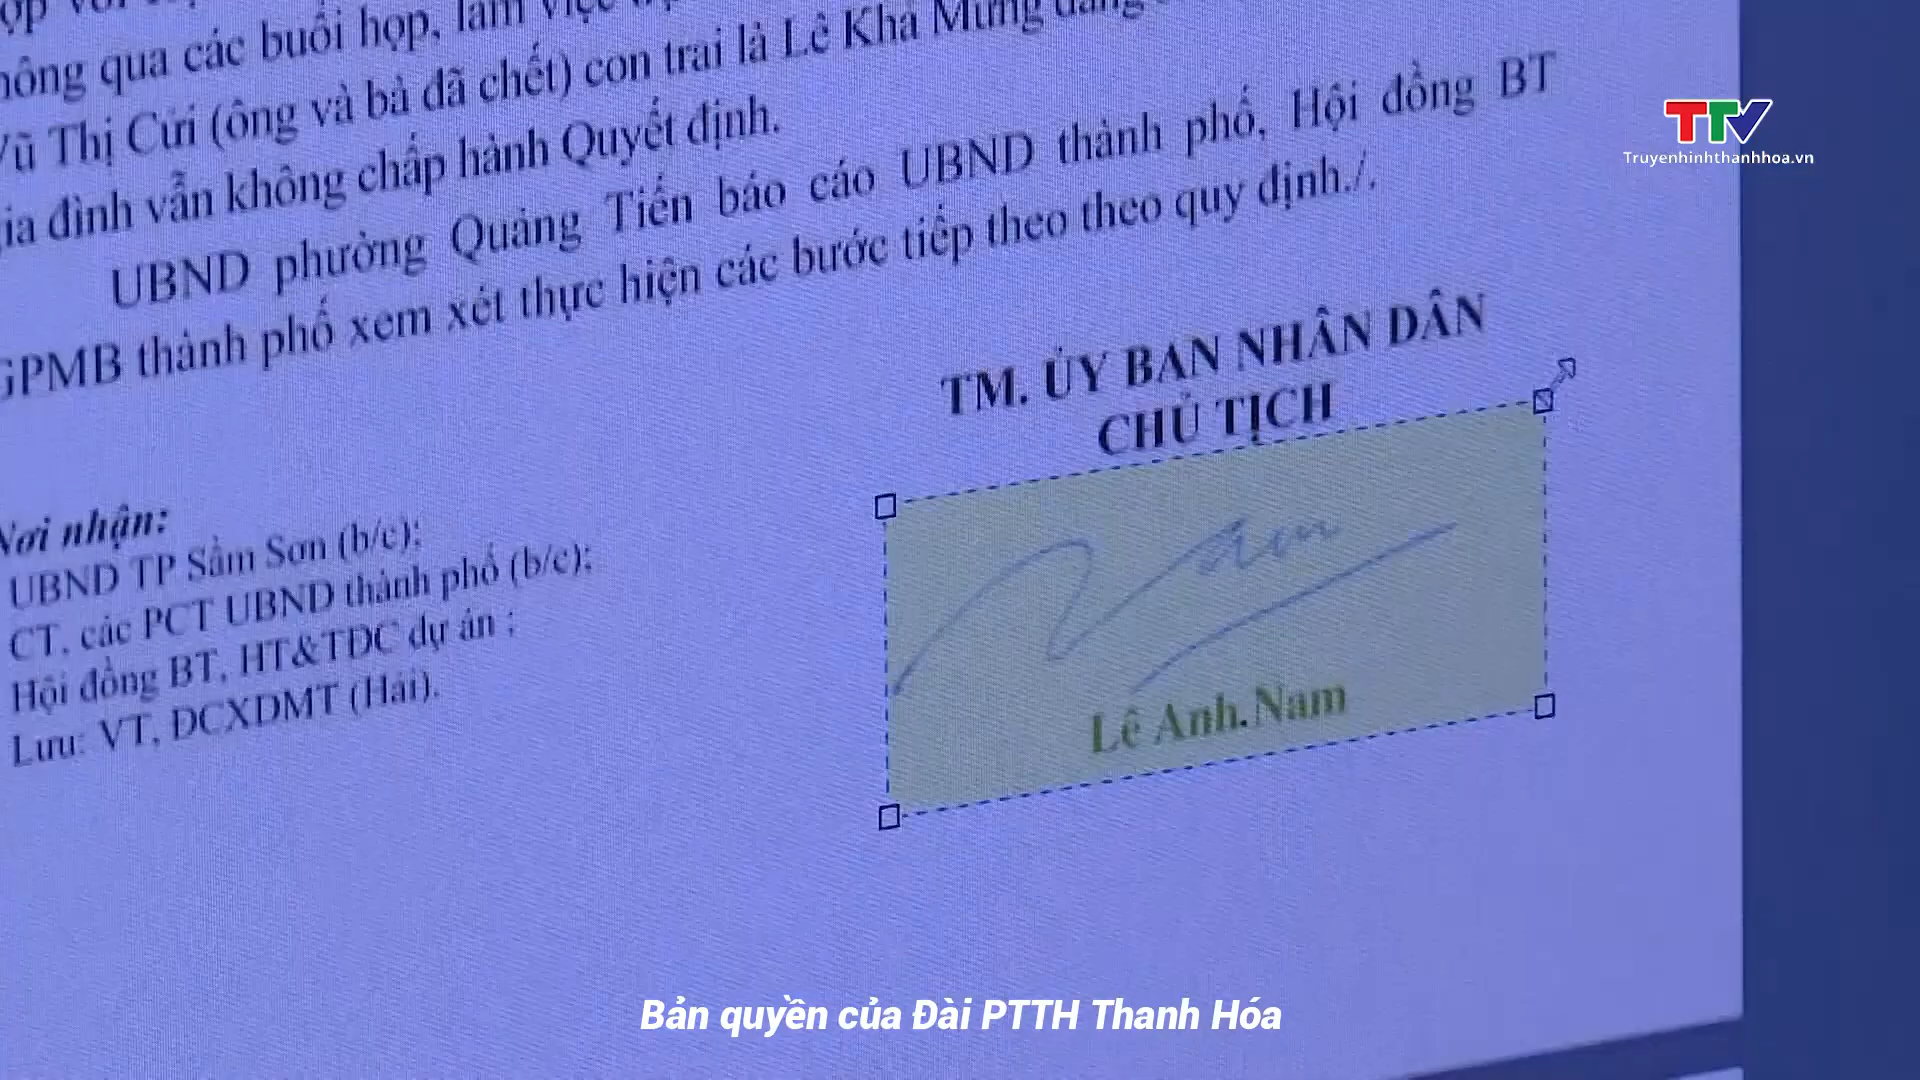 không qua các buổi họp, làm việc
Vũ Thị Cửi (ông và bà đã chết) con trai là Lê Khả Mừng đang
gia đình vẫn không chấp hành Quyết định.
UBND phường Quảng Tiến báo cáo UBND thành phố, Hội đồng BT
GPMB thành phố xem xét thực hiện các bước tiếp theo theo quy định./.
TM. ỦY BAN NHÂN DÂN
CHỦ TỊCH
Nam
Lê Anh.Nam
Nơi nhận:
UBND TP Sầm Sơn (b/c);
CT, các PCT UBND thành phố (b/c);
Hội đồng BT, HT&TĐC dự án ;
Lưu: VT, ĐCXDMT (Hải).
TTV
Truyenhinhthanhhoa.vn
Bản quyền của Đài PTTH Thanh Hóa